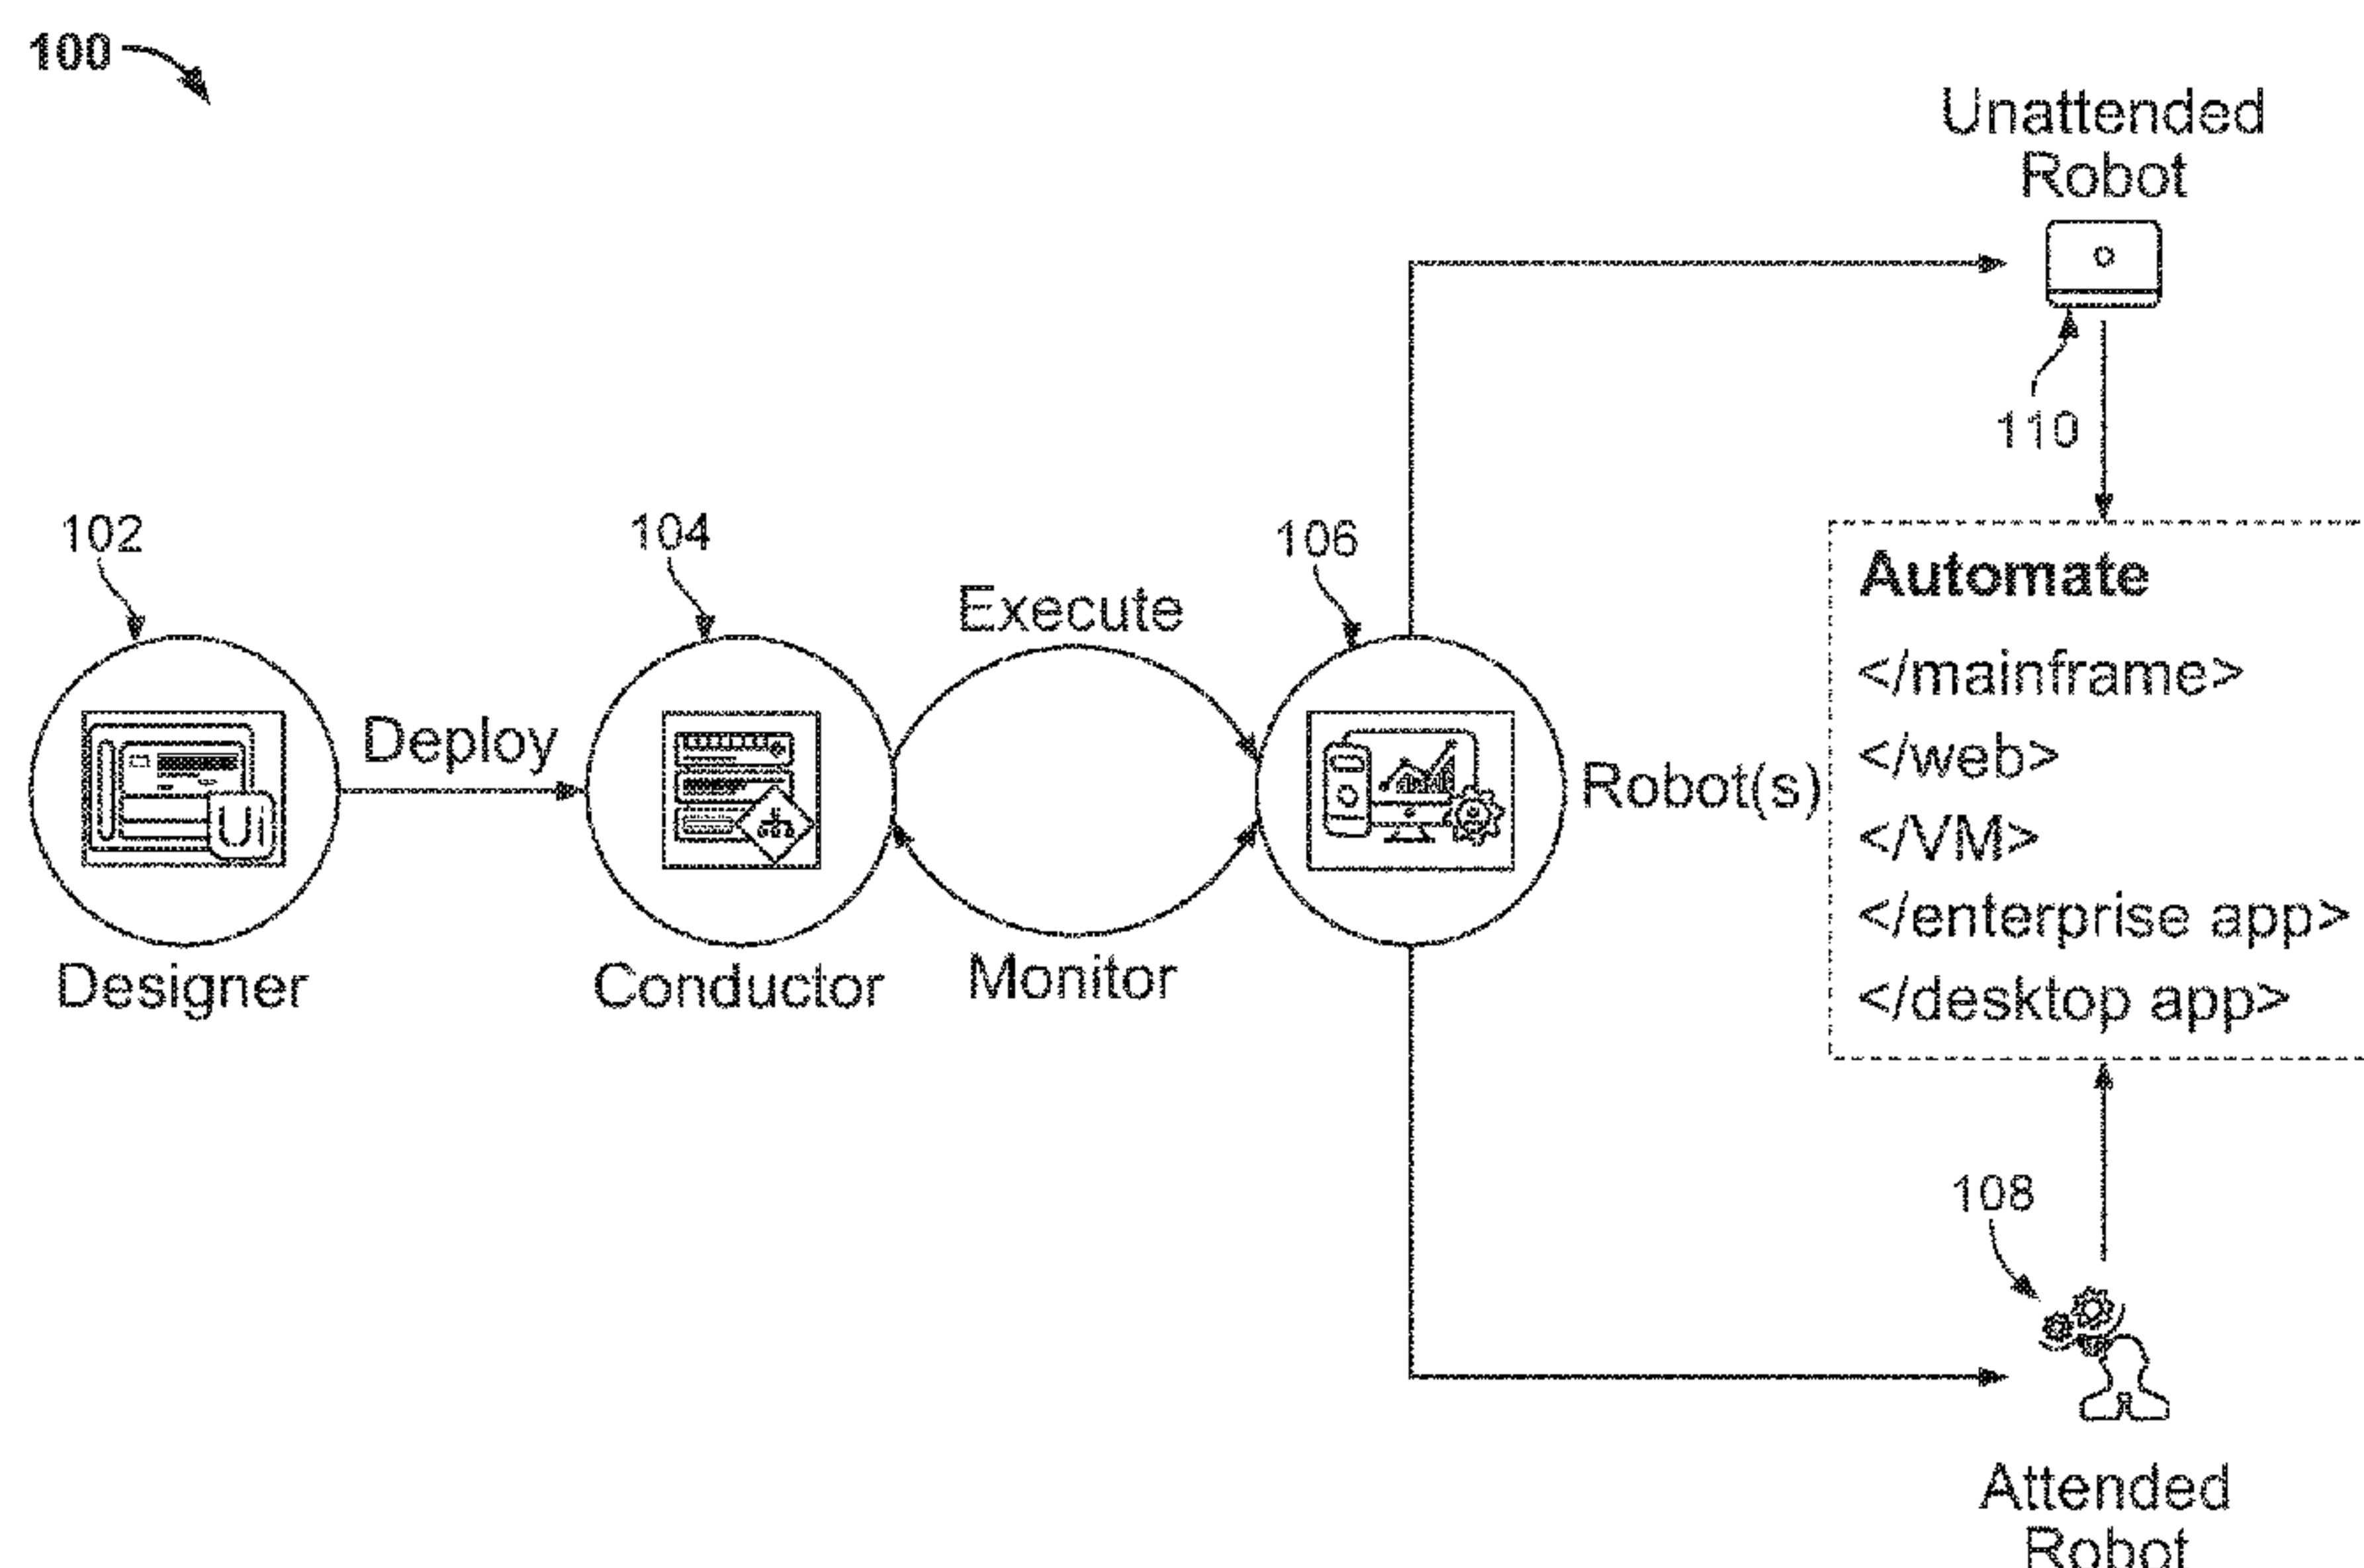 100
Unattended
Robot
110
102
104
106
Execute
Deploy
Robot(s)
Designer
Conductor
Monitor
UI
Automate
</mainframe>
</web>
</VM>
</enterprise app>
</desktop app>
108
Attended
Robot